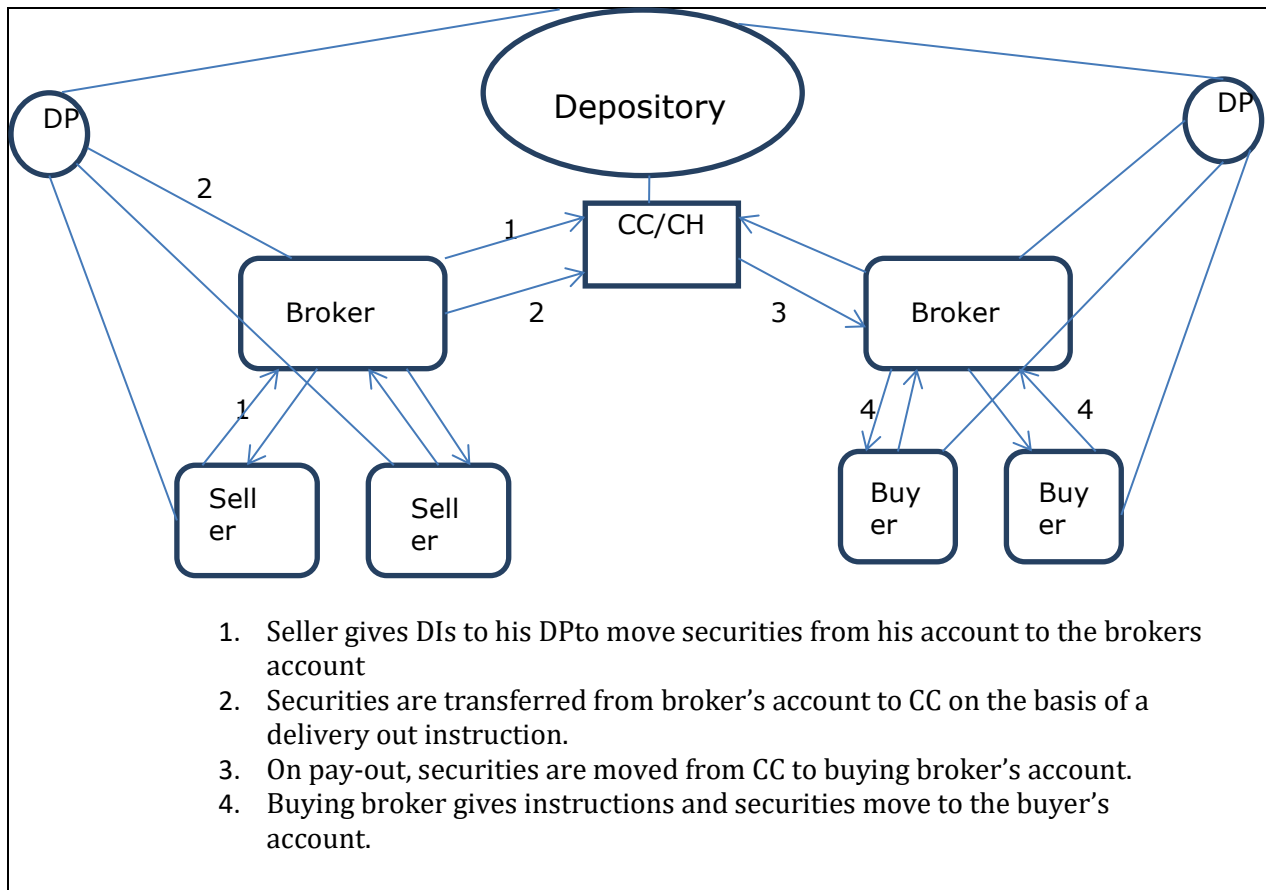 Depository
DP
DP
2
1
CC/CH
2
3
Broker
Broker
1
4
4
Sell
er
Sell
er
Buy
er
Buy
er
1. Seller gives DIs to his DPto move securities from his account to the brokers
account
2. Securities are transferred from broker’s account to CC on the basis of a
delivery out instruction.
3. On pay-out, securities are moved from CC to buying broker’s account.
4. Buying broker gives instructions and securities move to the buyer’s
account.